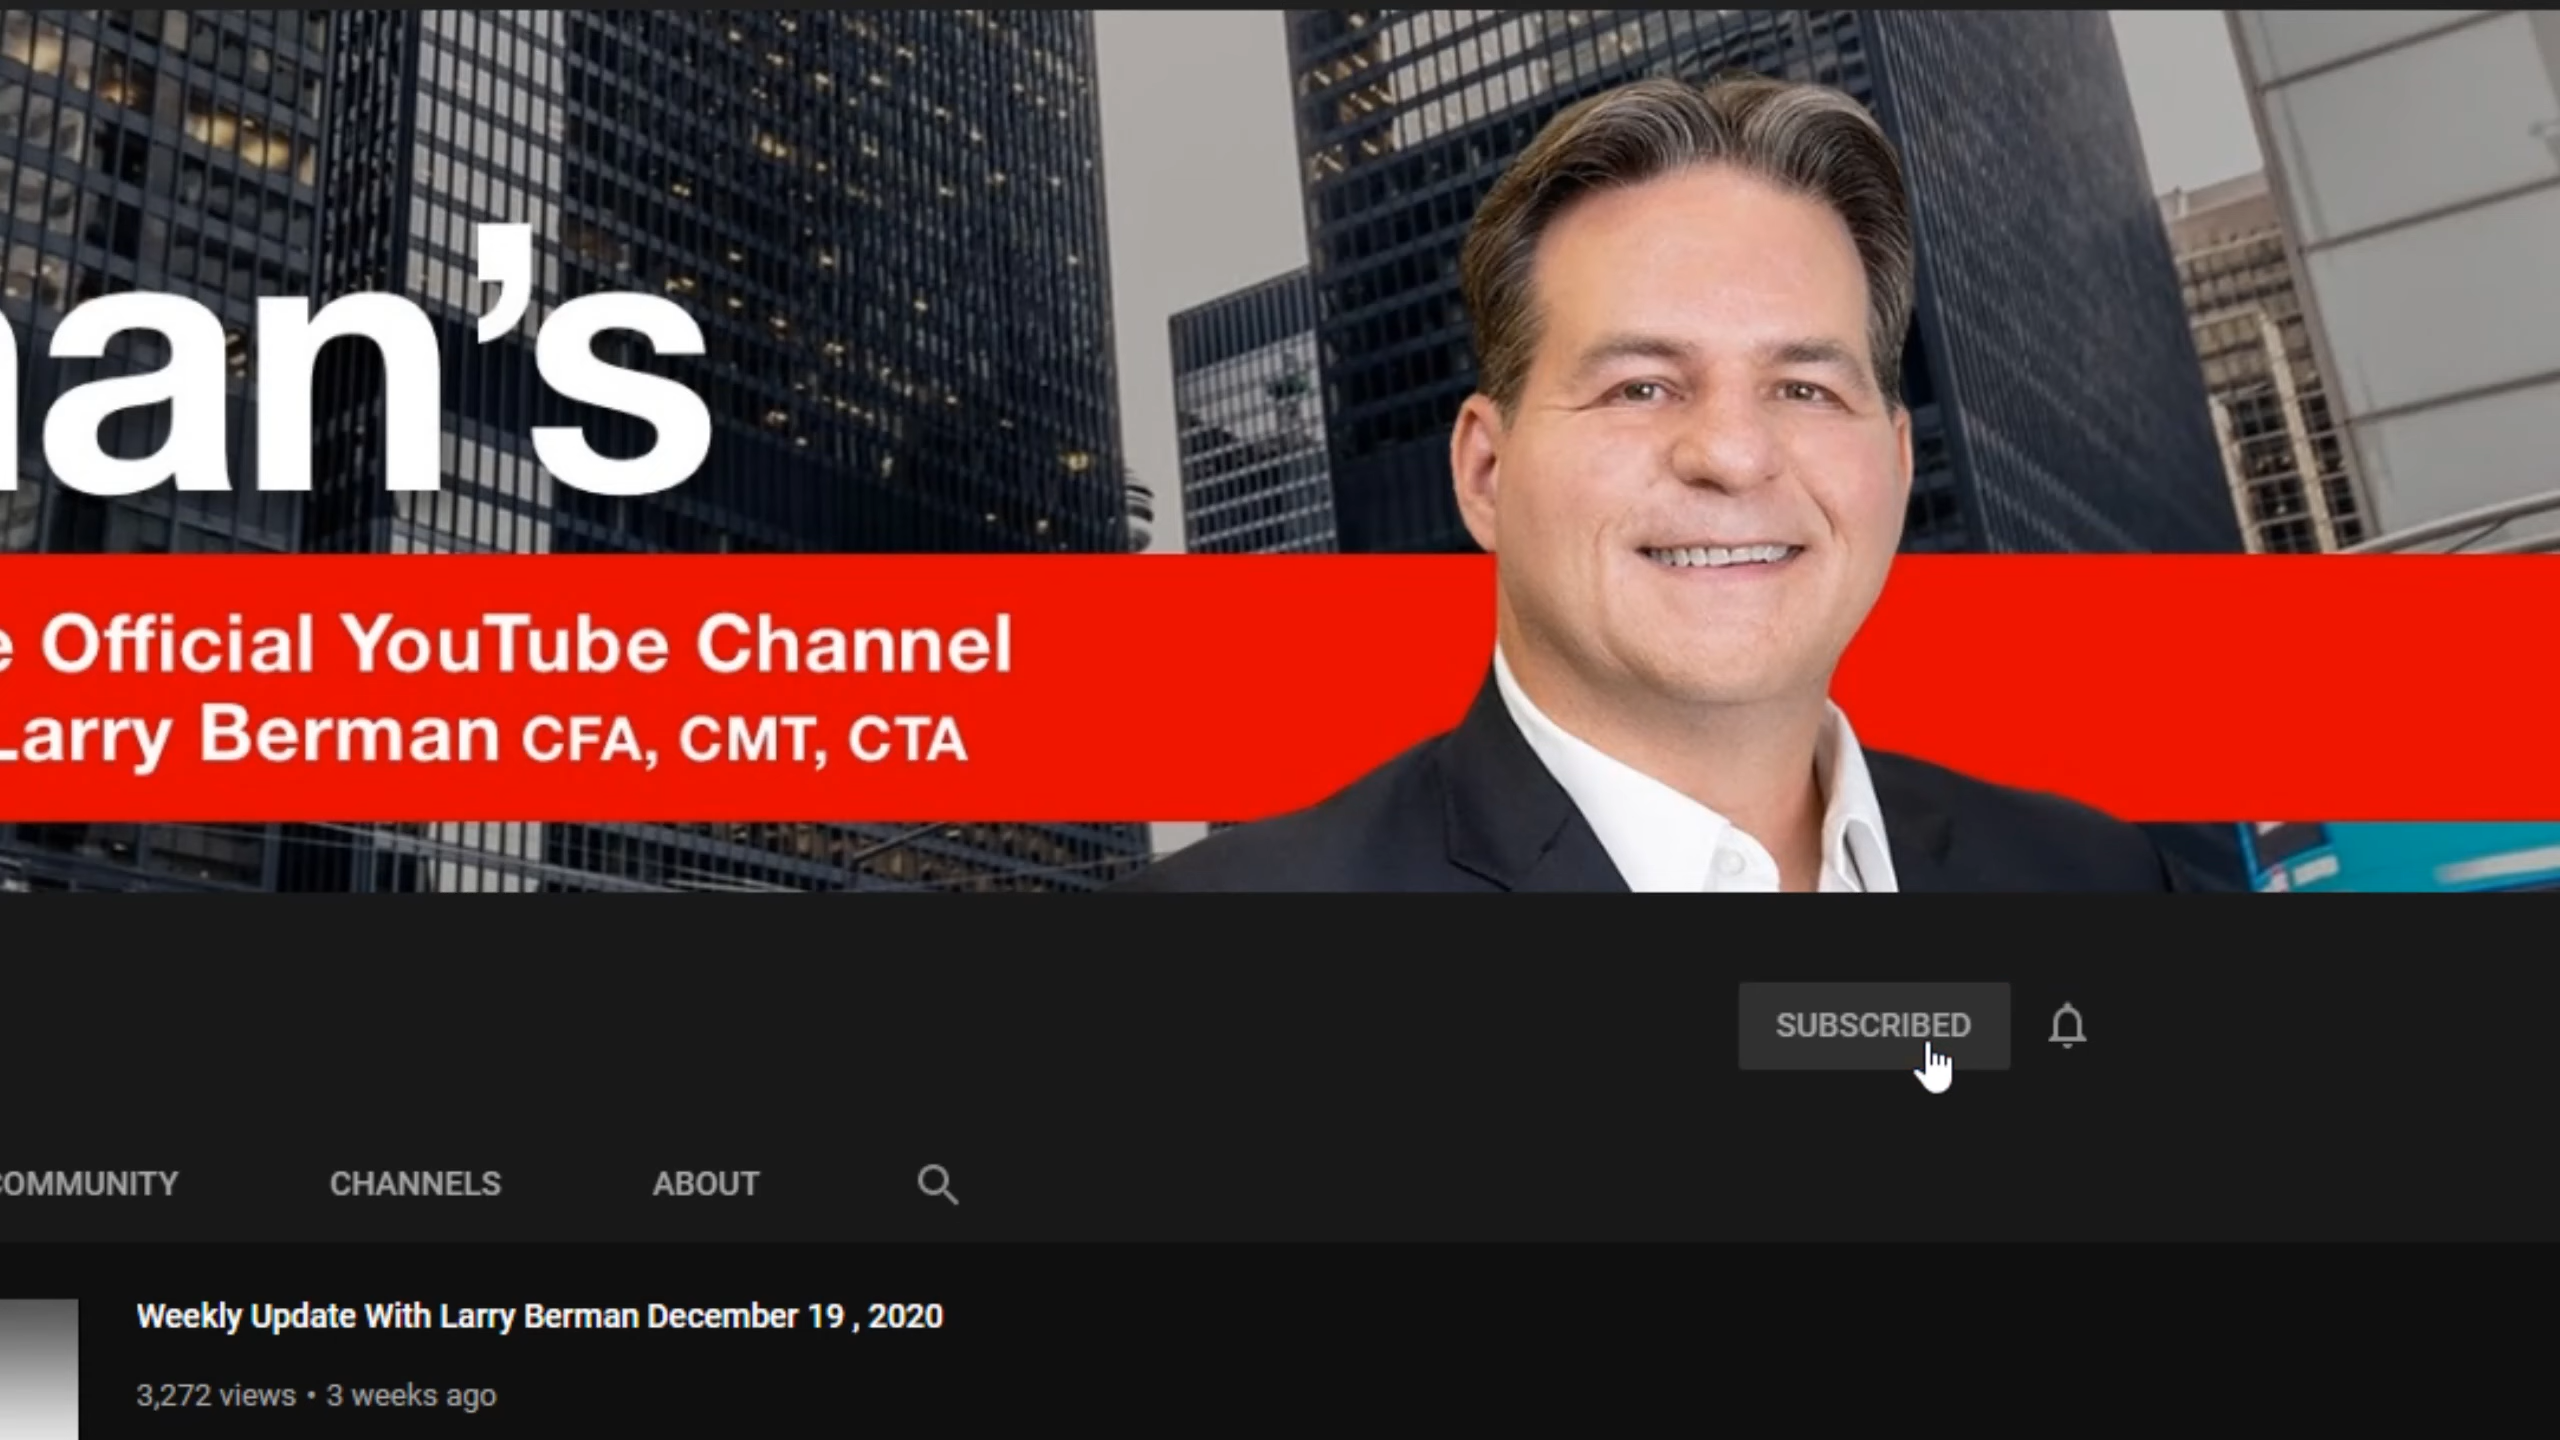 an's
Official YouTube Channel
Larry Berman CFA, CMT, CTA
SUBSCRIBED
COMMUNITY CHANNELS ABOUT
Weekly Update With Larry Berman December 19 , 2020
3,272 views • 3 weeks ago